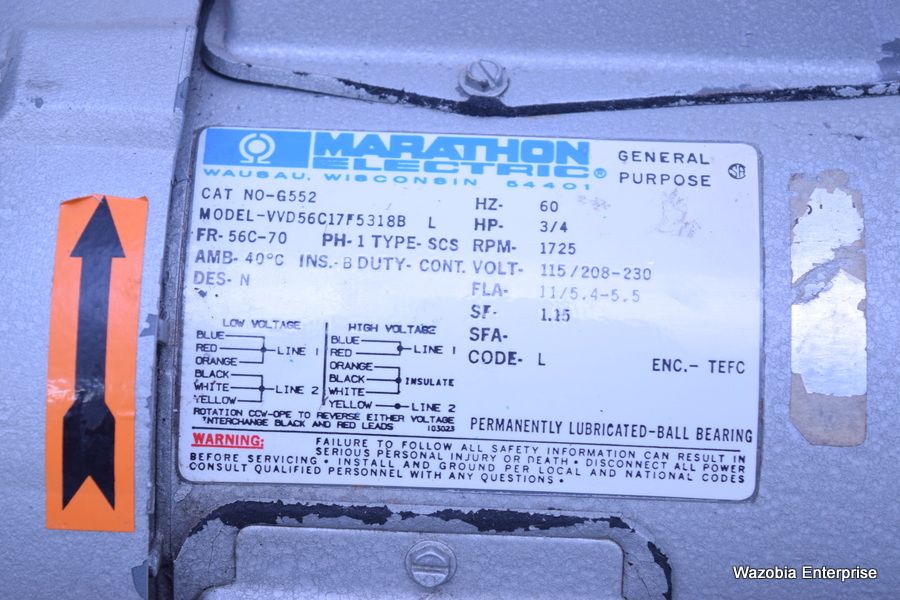 MARATHON
ELECTRIC®
WAUSAU, WISCONSIN 54401
GENERAL
PURPOSE
SA
CAT NO-G552
MODEL-VVD56C17F5318B L
FR-56C-70 PH-1 TYPE-SCS
AMB-40°C INS.-B DUTY-CONT.
DES-N
HZ- 60
HP- 3/4
RPM- 1725
VOLT- 115/208-230
FLA- 11/5.4-5.5
SF- 1.15
SFA-
CODE- L
ENC.- TEFC
LOW VOLTAGE
BLUE
RED LINE 1
ORANGE
BLACK
WHITE LINE 2
YELLOW
HIGH VOLTAGE
BLUE
RED LINE 1
ORANGE
BLACK INSULATE
WHITE
YELLOW LINE 2
ROTATION CCW-OPE TO REVERSE EITHER VOLTAGE
INTERCHANGE BLACK AND RED LEADS 103023
PERMANENTLY LUBRICATED-BALL BEARING
WARNING: FAILURE TO FOLLOW ALL SAFETY INFORMATION CAN RESULT IN
SERIOUS PERSONAL INJURY OR DEATH • DISCONNECT ALL POWER
BEFORE SERVICING • INSTALL AND GROUND PER LOCAL AND NATIONAL CODES
CONSULT QUALIFIED PERSONNEL WITH ANY QUESTIONS •
Wazobia Enterprise